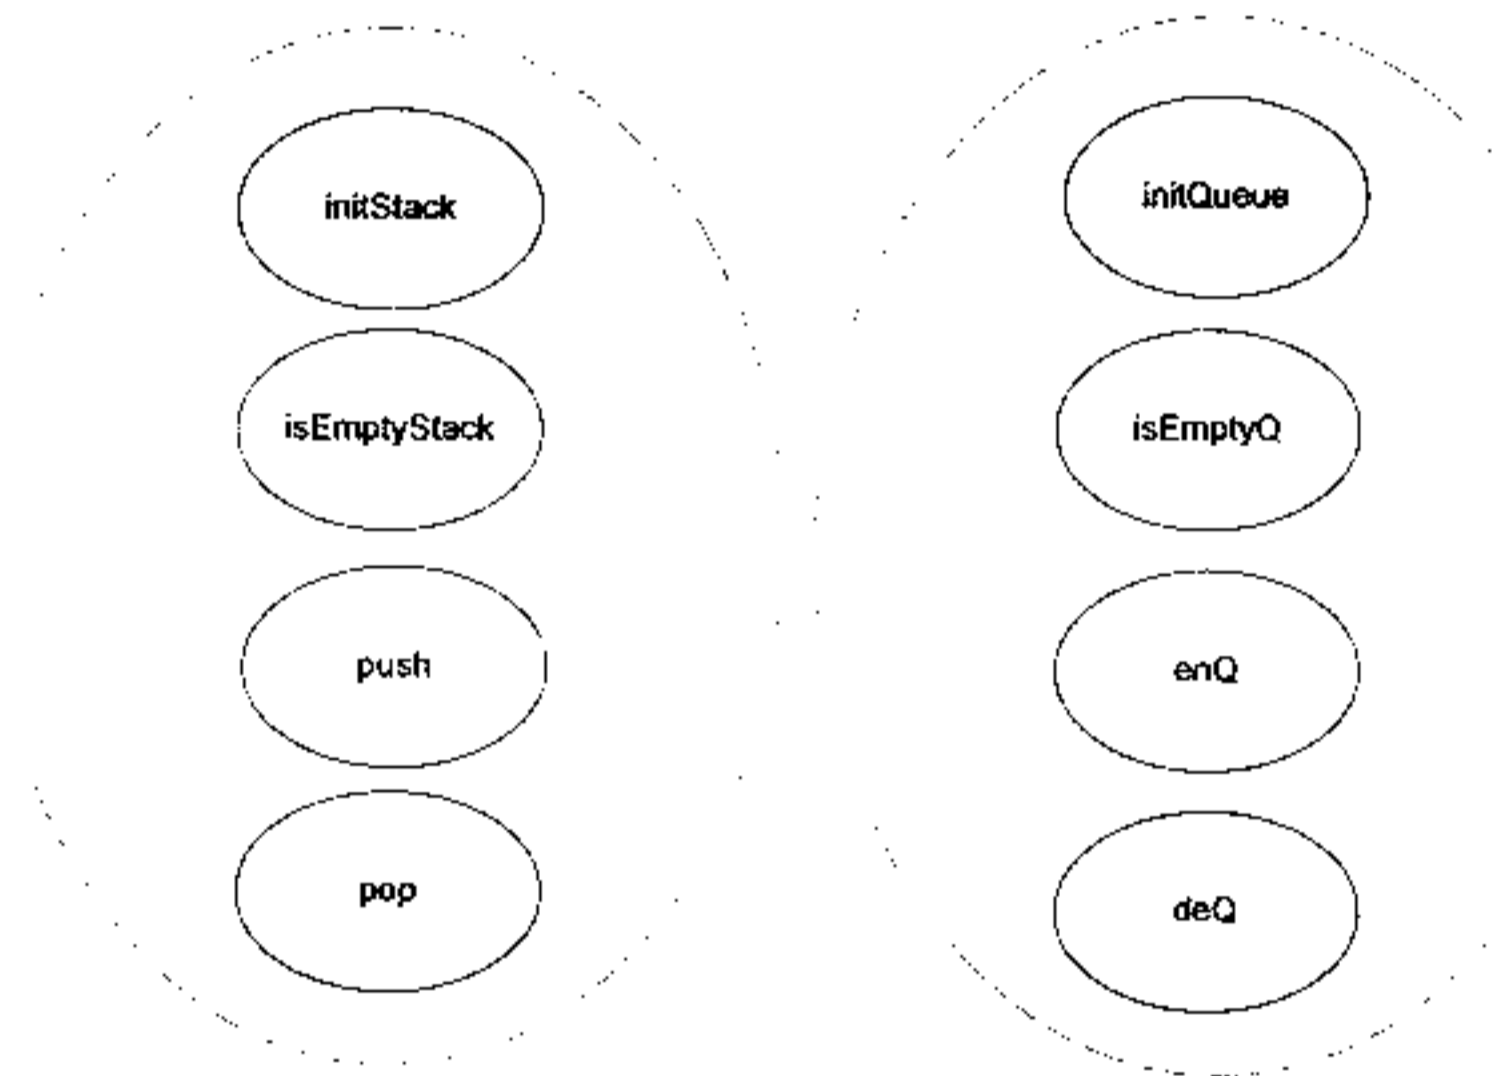 initStack
isEmptyStack
push
pop
initQueue
isEmptyQ
enQ
deQ